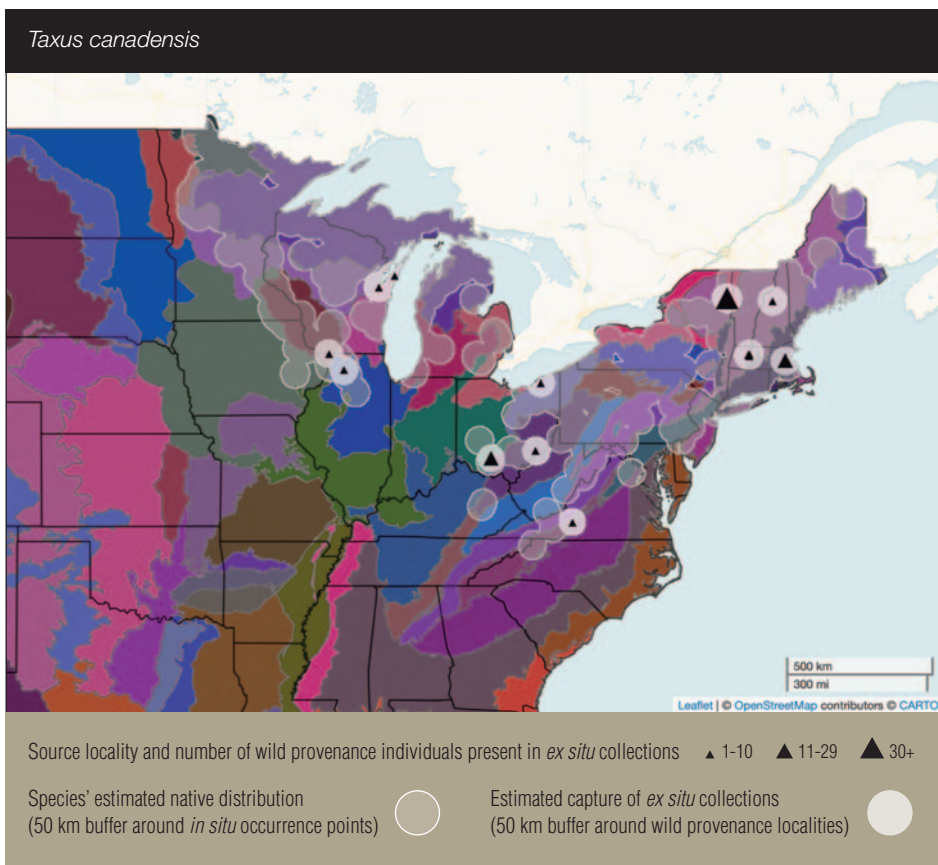 Taxus canadensis
500 km
300 mi
Leaflet | © OpenStreetMap contributors © CARTO
Source locality and number of wild provenance individuals present in ex situ collections 1-10 11-29 30+
Species’ estimated native distribution
(50 km buffer around in situ occurrence points)
Estimated capture of ex situ collections
(50 km buffer around wild provenance localities)